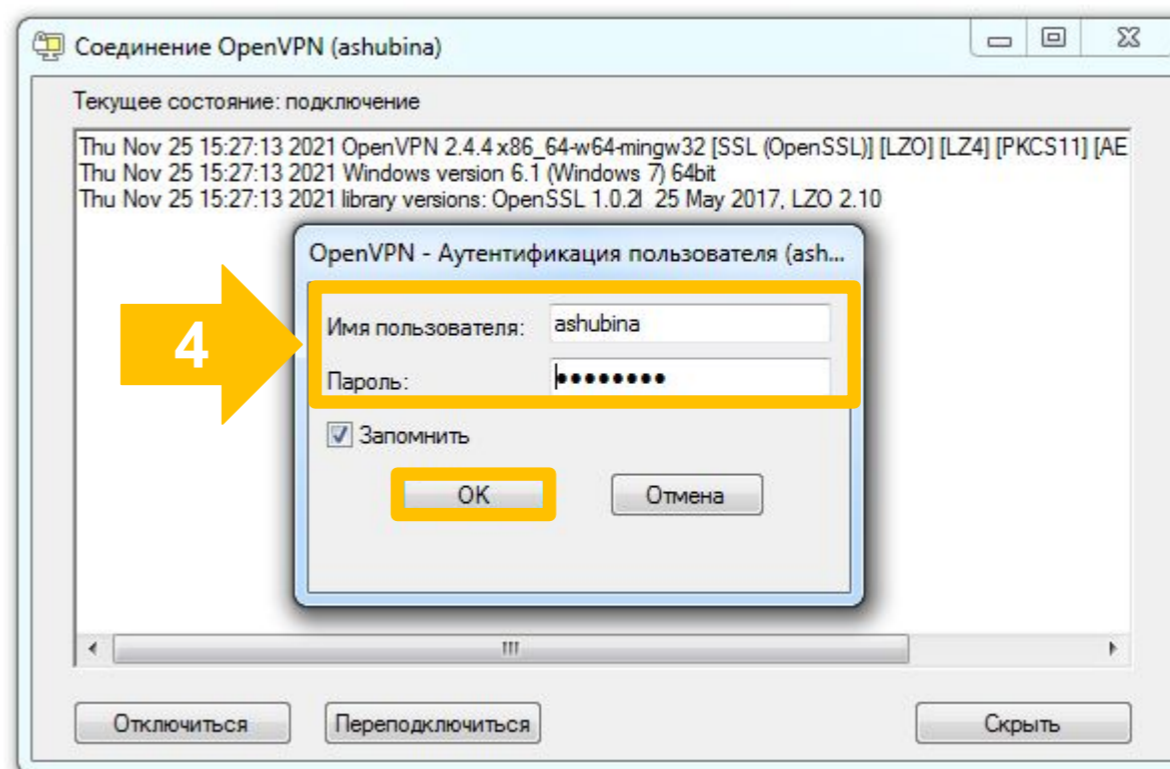 Соединение OpenVPN (ashubina)
Текущее состояние: подключение
Thu Nov 25 15:27:13 2021 OpenVPN 2.4.4 x86_64-w64-mingw32 [SSL (OpenSSL)] [LZO] [LZ4] [PKCS11] [AE
Thu Nov 25 15:27:13 2021 Windows version 6.1 (Windows 7) 64bit
Thu Nov 25 15:27:13 2021 library versions: OpenSSL 1.0.2l 25 May 2017, LZO 2.10
OpenVPN - Аутентификация пользователя (ash...
4
Имя пользователя: ashubina
Пароль: ••••••••
Запомнить
OK Отмена
Отключиться Переподключиться Скрыть